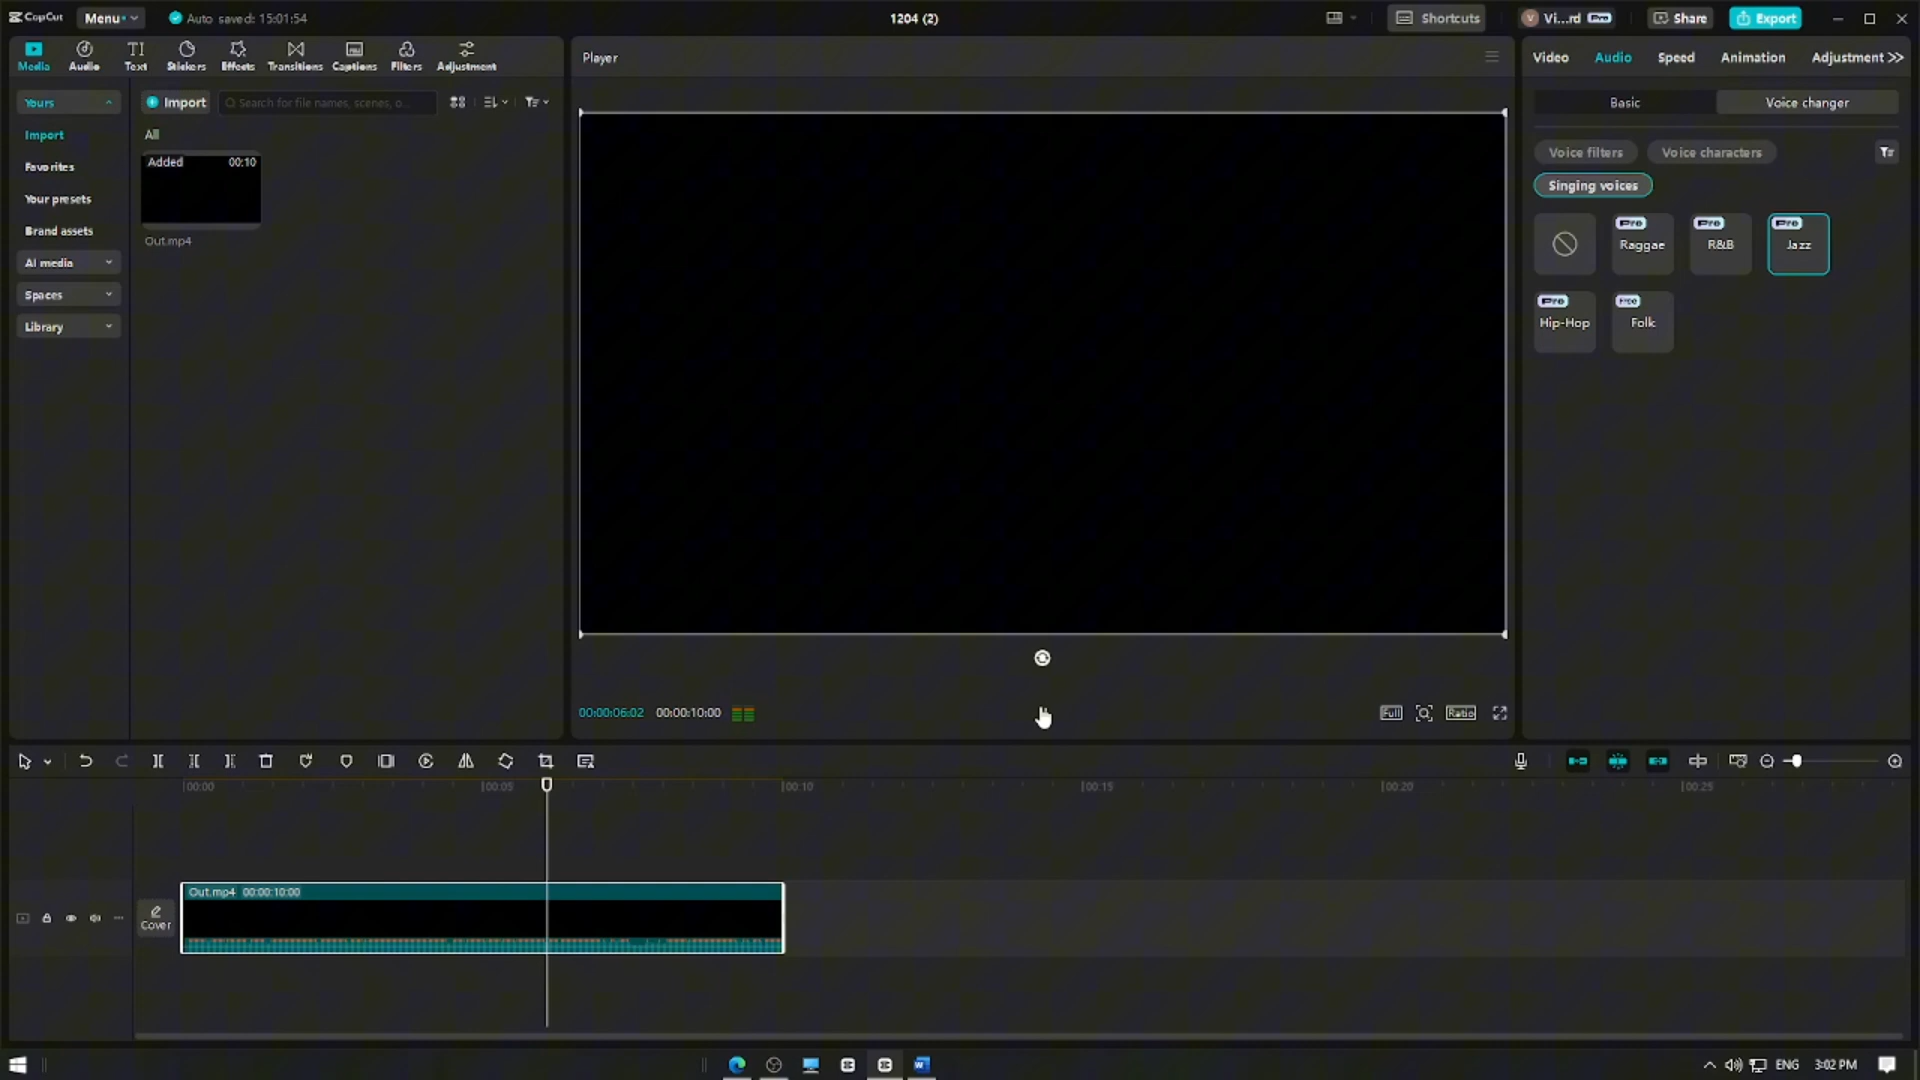 CapCut
Menu
Auto saved: 15:01:54
1204 (2)
Shortcuts
V
Vi...rd
Pro
Share
Export
Media
Audio
Text
Stickers
Effects
Transitions
Captions
Filters
Adjustment
Player
Video
Audio
Speed
Animation
Adjustment
Yours
Import
Search for file names, scenes, o...
Basic
Voice changer
Import
All
Favorites
Added
00:10
Your presets
Brand assets
Out.mp4
AI media
Spaces
Library
Voice filters
Voice characters
Singing voices
Pro
Raggae
Pro
R&B
Pro
Jazz
Pro
Hip-Hop
Free
Folk
00:00:06:02
00:00:10:00
Full
Ratio
00:00
00:05
00:10
00:15
00:20
00:25
Out.mp4 00:00:10:00
Cover
ENG
3:02 PM